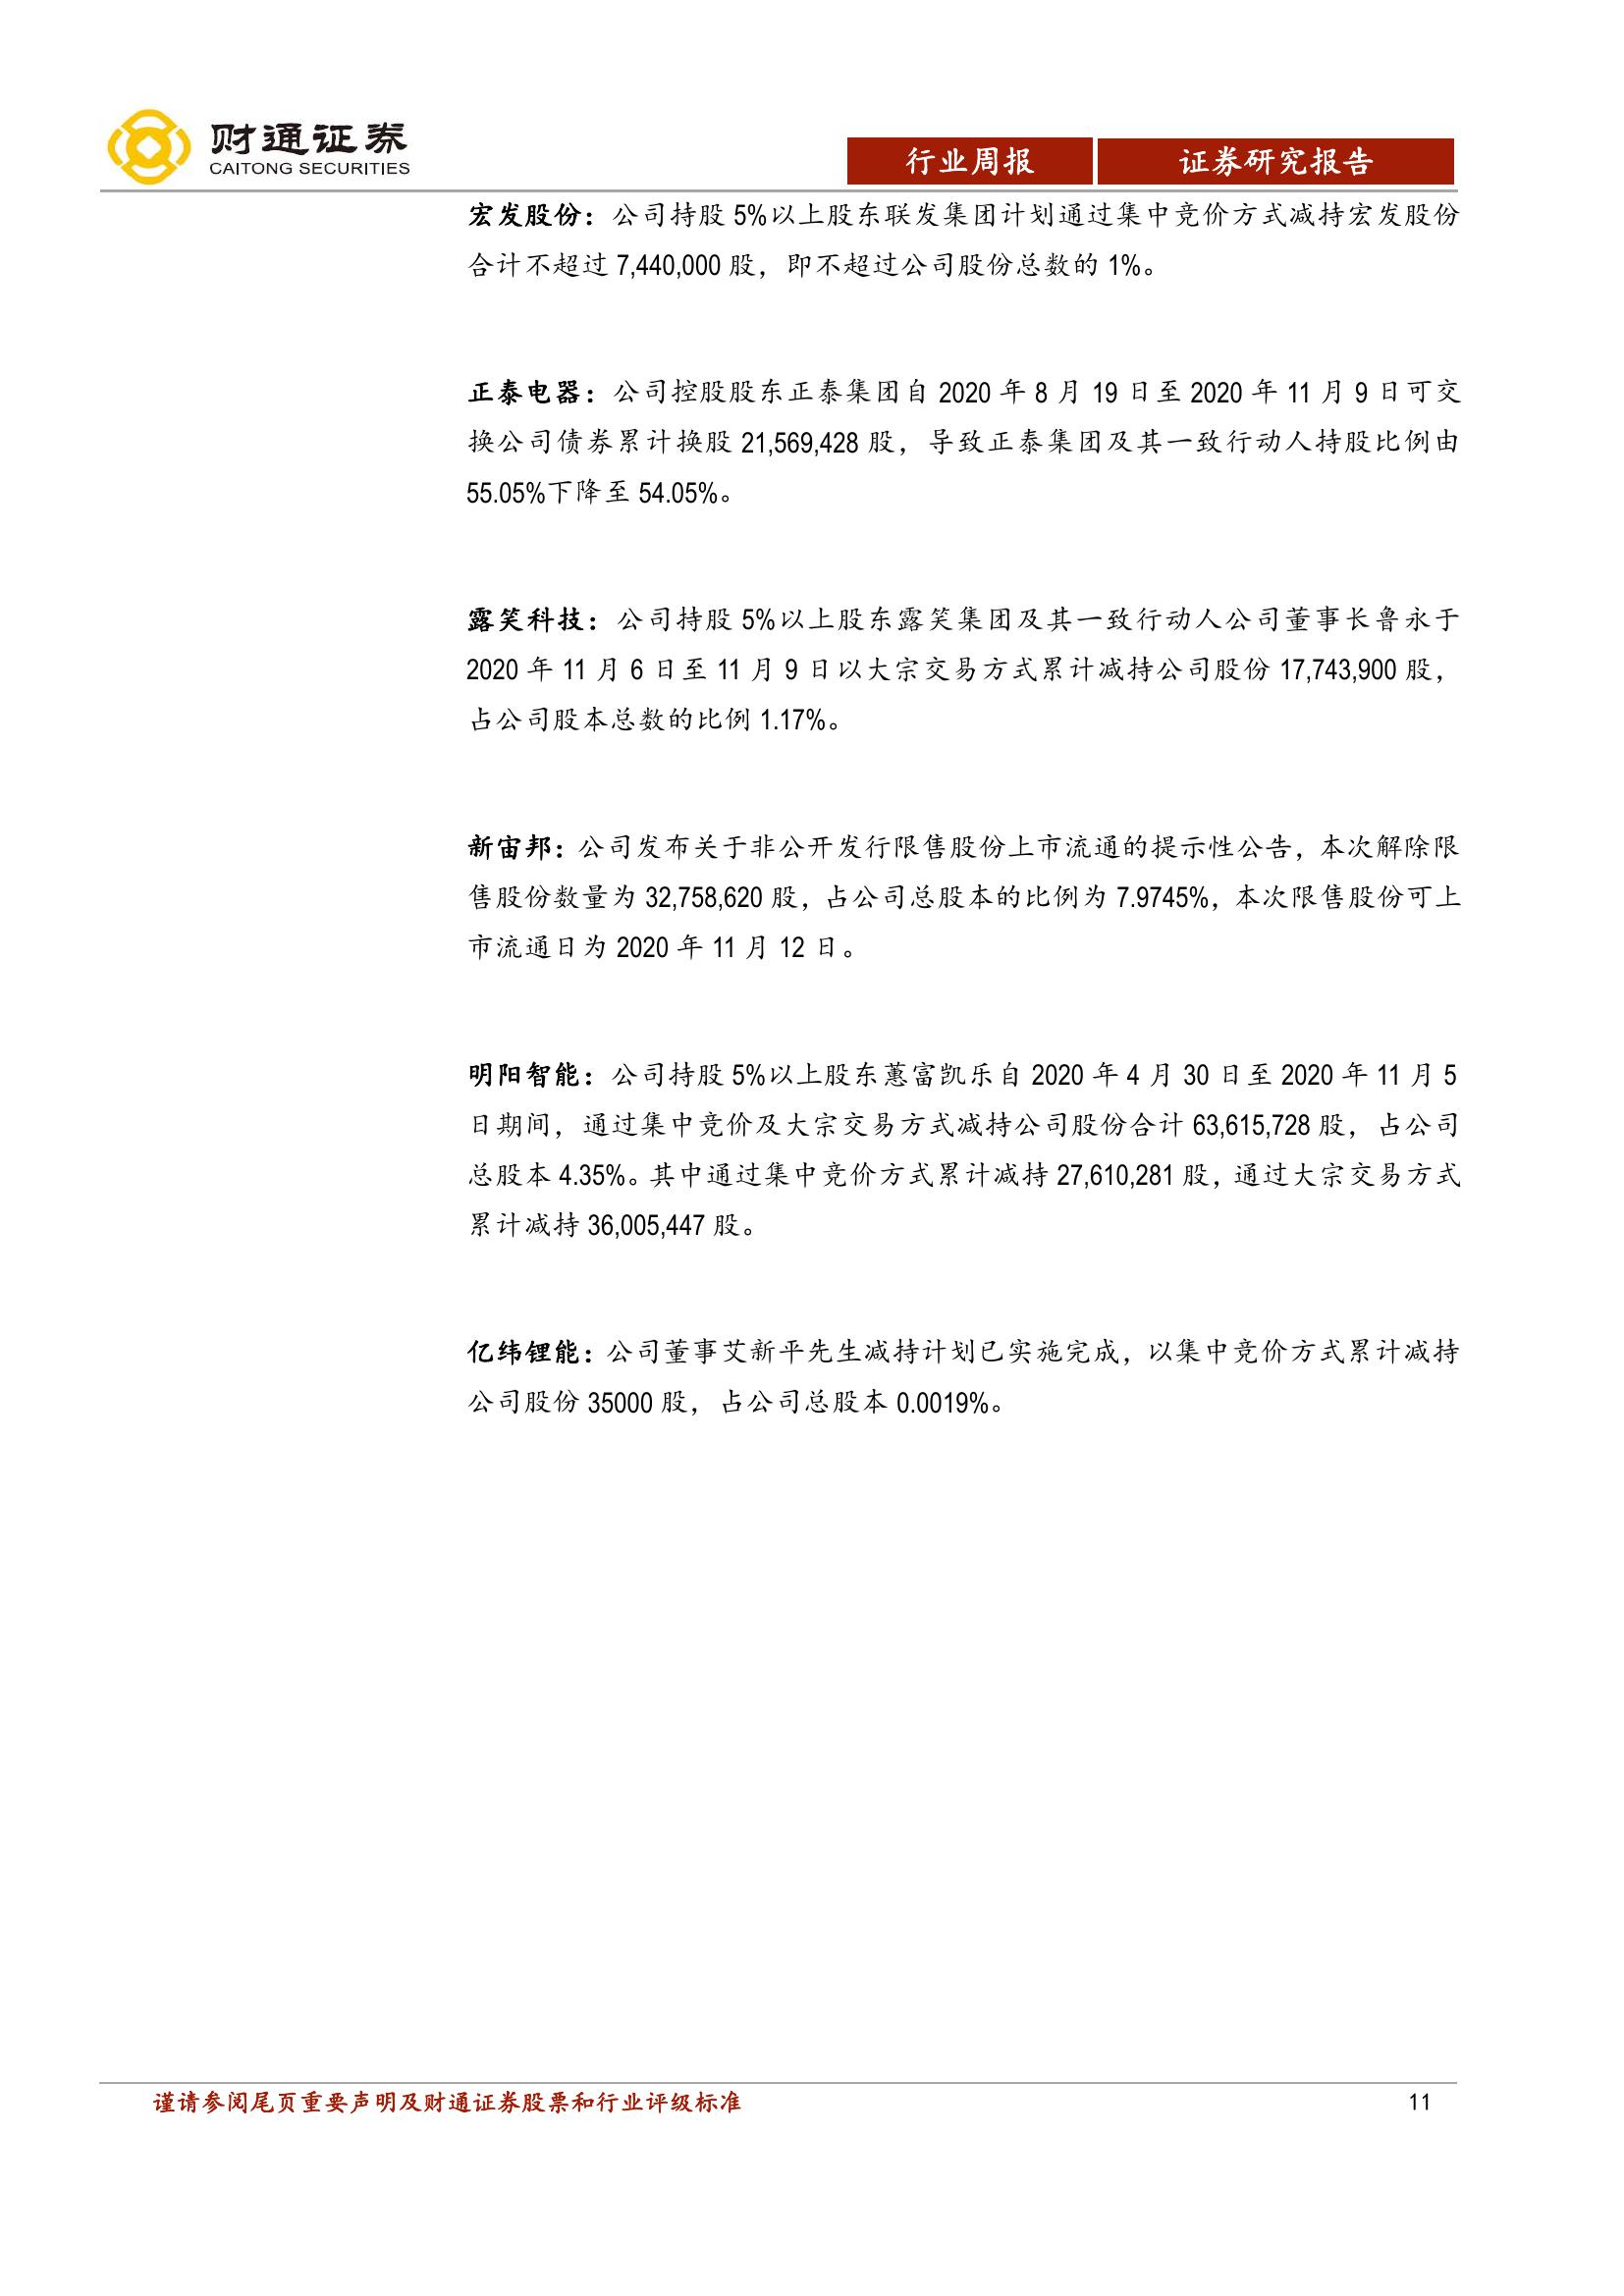 财通证券
CAITONG SECURITIES
行业周报
证券研究报告
宏发股份：公司持股 5%以上股东联发集团计划通过集中竞价方式减持宏发股份
合计不超过 7,440,000 股，即不超过公司股份总数的 1%。
正泰电器：公司控股股东正泰集团自 2020 年 8 月 19 日至 2020 年 11 月 9 日可交
换公司债券累计换股 21,569,428 股，导致正泰集团及其一致行动人持股比例由
55.05%下降至 54.05%。
露笑科技：公司持股 5%以上股东露笑集团及其一致行动人公司董事长鲁永于
2020 年 11 月 6 日至 11 月 9 日以大宗交易方式累计减持公司股份 17,743,900 股，
占公司股本总数的比例 1.17%。
新宙邦：公司发布关于非公开发行限售股份上市流通的提示性公告，本次解除限
售股份数量为 32,758,620 股，占公司总股本的比例为 7.9745%，本次限售股份可上
市流通日为 2020 年 11 月 12 日。
明阳智能：公司持股 5%以上股东蕙富凯乐自 2020 年 4 月 30 日至 2020 年 11 月 5
日期间，通过集中竞价及大宗交易方式减持公司股份合计 63,615,728 股，占公司
总股本 4.35%。其中通过集中竞价方式累计减持 27,610,281 股，通过大宗交易方式
累计减持 36,005,447 股。
亿纬锂能：公司董事艾新平先生减持计划已实施完成，以集中竞价方式累计减持
公司股份 35000 股，占公司总股本 0.0019%。
谨请参阅尾页重要声明及财通证券股票和行业评级标准
11